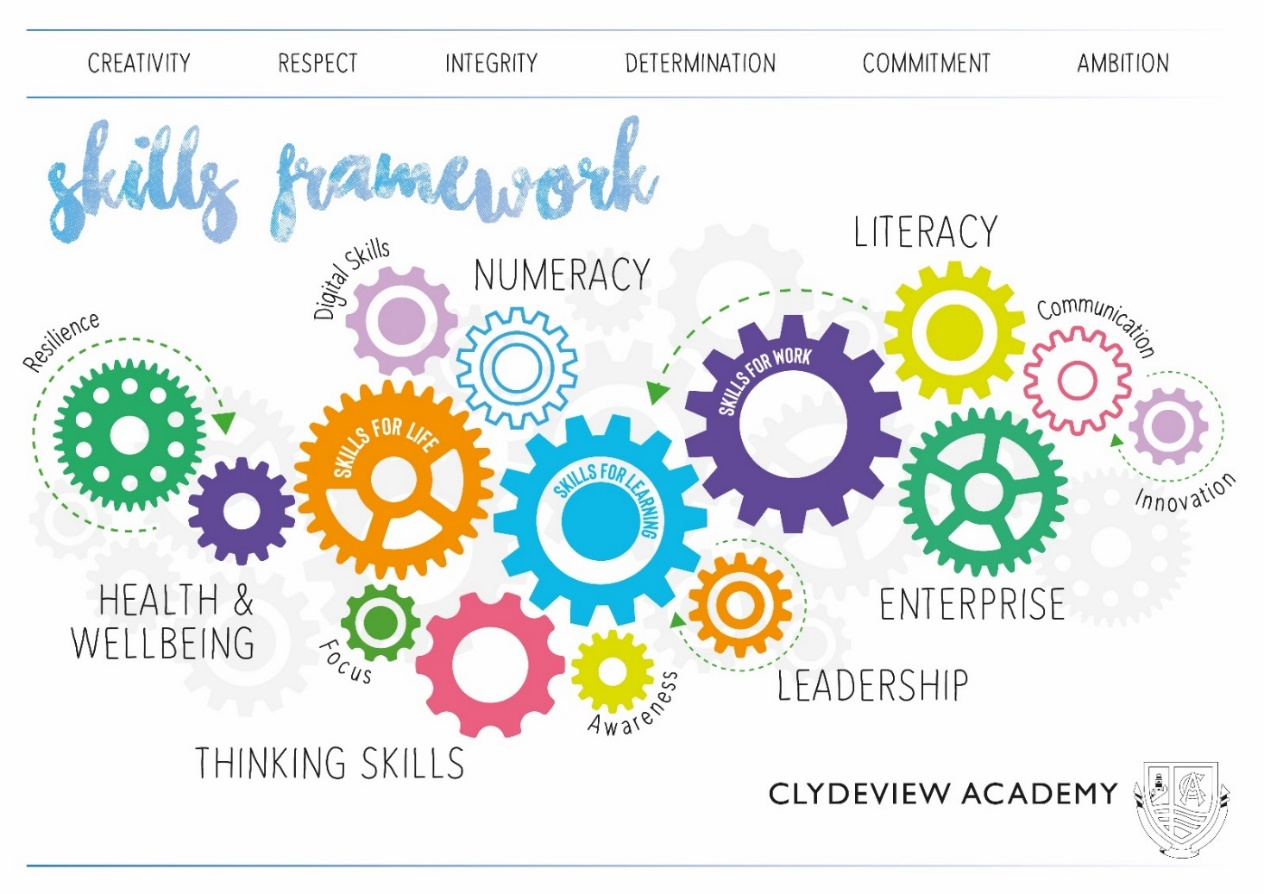 CREATIVITY RESPECT INTEGRITY DETERMINATION COMMITMENT AMBITION
skills framework
LITERACY
Digital Skills
NUMERACY
Communication
Resilience
SKILLS FOR WORK
SKILLS FOR LIFE
SKILLS FOR LEARNING
Innovation
HEALTH &
WELLBEING
ENTERPRISE
Focus
Awareness
LEADERSHIP
THINKING SKILLS
CLYDEVIEW ACADEMY